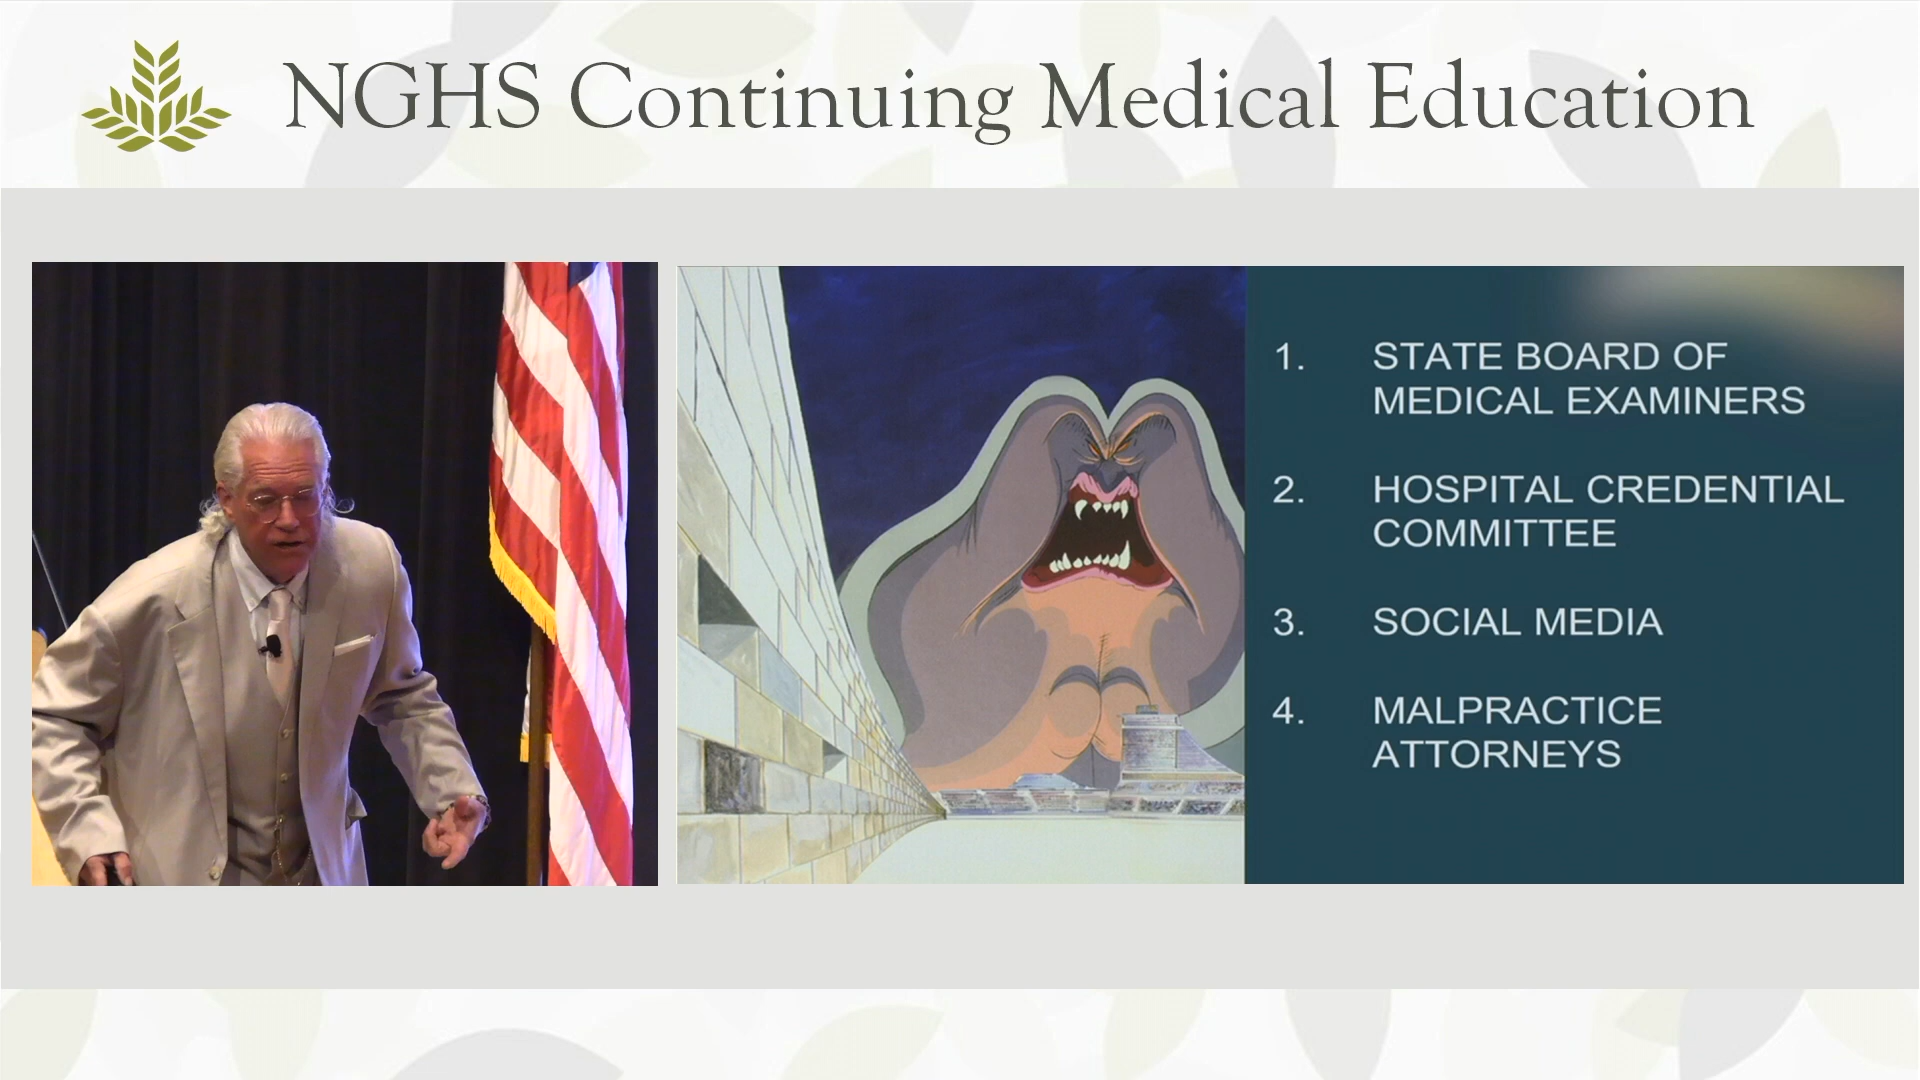 NGHS Continuing Medical Education
1. STATE BOARD OF
MEDICAL EXAMINERS
2. HOSPITAL CREDENTIAL
COMMITTEE
3. SOCIAL MEDIA
4. MALPRACTICE
ATTORNEYS